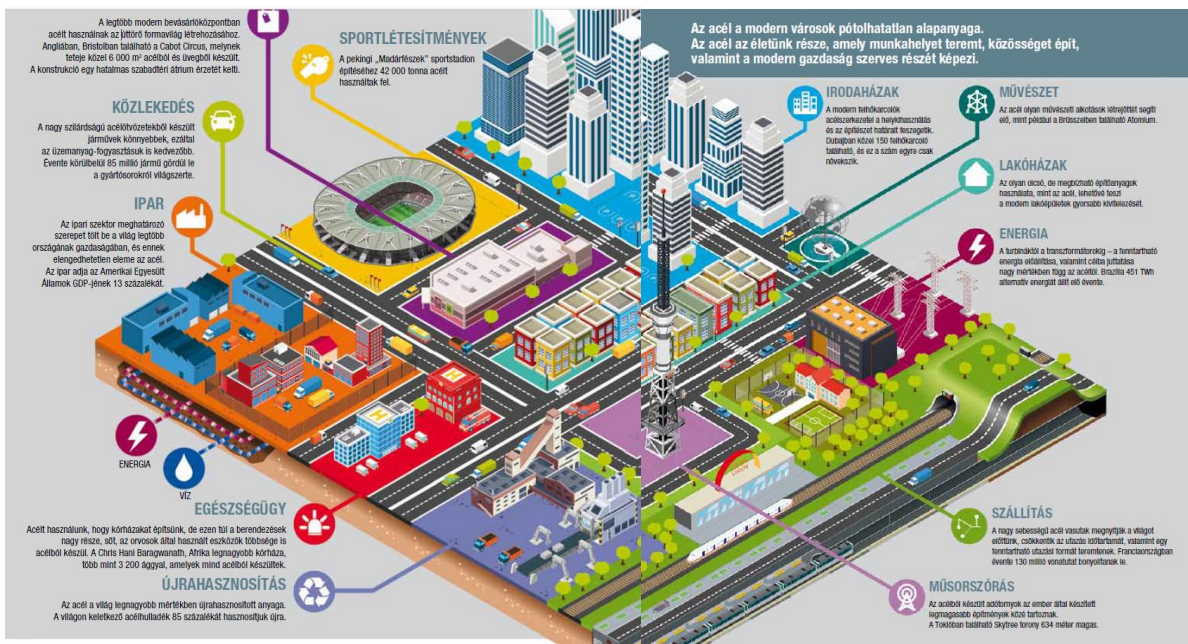 A legtöbb modern bevásárlóközpontban
acélt használnak az úttörő formavilág létrehozásához.
Angliában, Bristolban található a Cabot Circus, melynek
teteje közel 6 000 m² acélból és üvegből készült.
A konstrukció egy hatalmas szabadtéri átrium érzetét kelti.
SPORTLÉTESÍTMÉNYEK
A pekingi „Madárfészek” sportstadion
építéséhez 42 000 tonna acélt
használtak fel.
KÖZLEKEDÉS
A nagy szilárdságú acélötvözetekből készült
járművek könnyebbek, ezáltal
az üzemanyag-fogyasztásuk is kedvezőbb.
Évente körülbelül 85 millió jármű gördül le
a gyártósorokról világszerte.
IPAR
Az ipari szektor meghatározó
szerepet tölt be a világ legtöbb
országának gazdaságában, és ennek
elengedhetetlen eleme az acél.
Az ipar adja az Amerikai Egyesült
Államok GDP-jének 13 százalékát.
ENERGIA
VÍZ
EGÉSZSÉGÜGY
Acélt használunk, hogy kórházakat építsünk, de ezen túl a berendezések
nagy része, sőt, az orvosok által használt eszközök többsége is
acélból készül. A Chris Hani Baragwanath, Afrika legnagyobb kórháza,
több mint 3 200 ággyal, amelyek mind acélból készültek.
ÚJRAHASZNOSÍTÁS
Az acél a világ legnagyobb mértékben újrahasznosított anyaga.
A világon keletkező acélhulladék 85 százalékát hasznosítjuk újra.
Az acél a modern városok pótolhatatlan alapanyaga.
Az acél az életünk része, amely munkahelyet teremt, közösséget épít,
valamint a modern gazdaság szerves részét képezi.
IRODAHÁZAK
A modern felhőkarcolók
acélszerkezetei a helykihasználás
és az építészet határait feszegetik.
Dubajban közel 150 felhőkarcoló
található, és ez a szám egyre csak
növekszik.
MŰVÉSZET
Az acél olyan művészeti alkotások létrejöttét segíti
elő, mint például a Brüsszelben található Atomium.
LAKÓHÁZAK
Az olyan olcsó, de megbízható építőanyagok
használata, mint az acél, lehetővé teszi
a modern lakóépületek gyorsabb kivitelezését.
ENERGIA
A turbináktól a transzformátorokig – a fenntartható
energia előállítása, valamint célba juttatása
nagy mértékben függ az acéltól. Brazília 451 TWh
alternatív energiát állít elő évente.
SZÁLLÍTÁS
A nagy sebességű acél vasutak megnyitják a világot
előttünk, csökkentik az utazás időtartamát, valamint egy
fenntartható utazási formát teremtenek. Franciaországban
évente 130 millió vonatutat bonyolítanak le.
MŰSORSZÓRÁS
Az acélból készült adótornyok az ember által készített
legmagasabb építmények közé tartoznak.
A Tokióban található Skytree torony 634 méter magas.